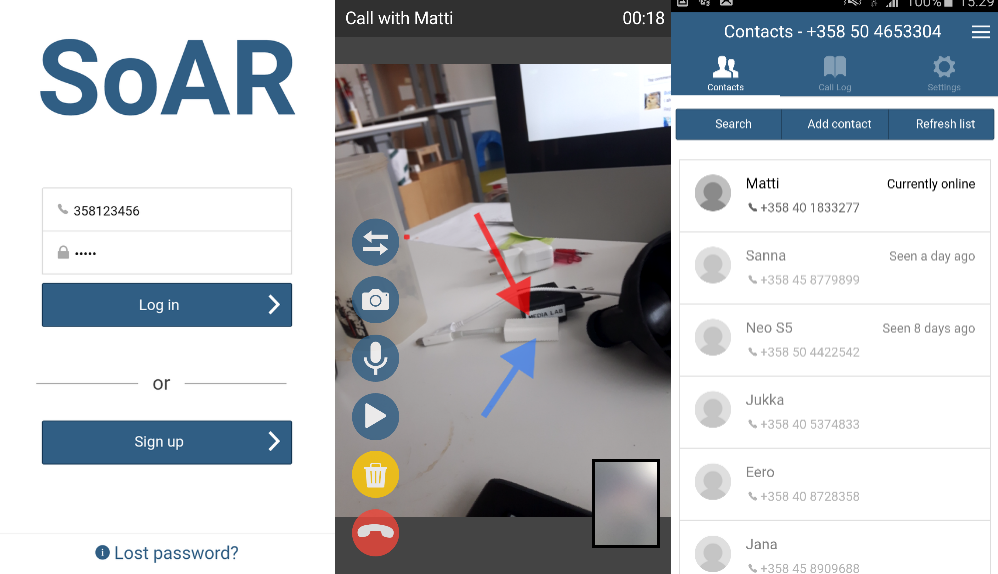 SoAR
358123456
•••••
Log in
or
Sign up
Lost password?
Call with Matti
00:18
MEDIA LAB
100% 15:29
Contacts - +358 50 4653304
Contacts
Call Log
Settings
Search
Add contact
Refresh list
Matti
Currently online
+358 40 1833277
Sanna
Seen a day ago
+358 45 8779899
Neo S5
Seen 8 days ago
+358 50 4422542
Jukka
+358 40 5374833
Eero
+358 40 8728358
Jana
+358 45 8909688